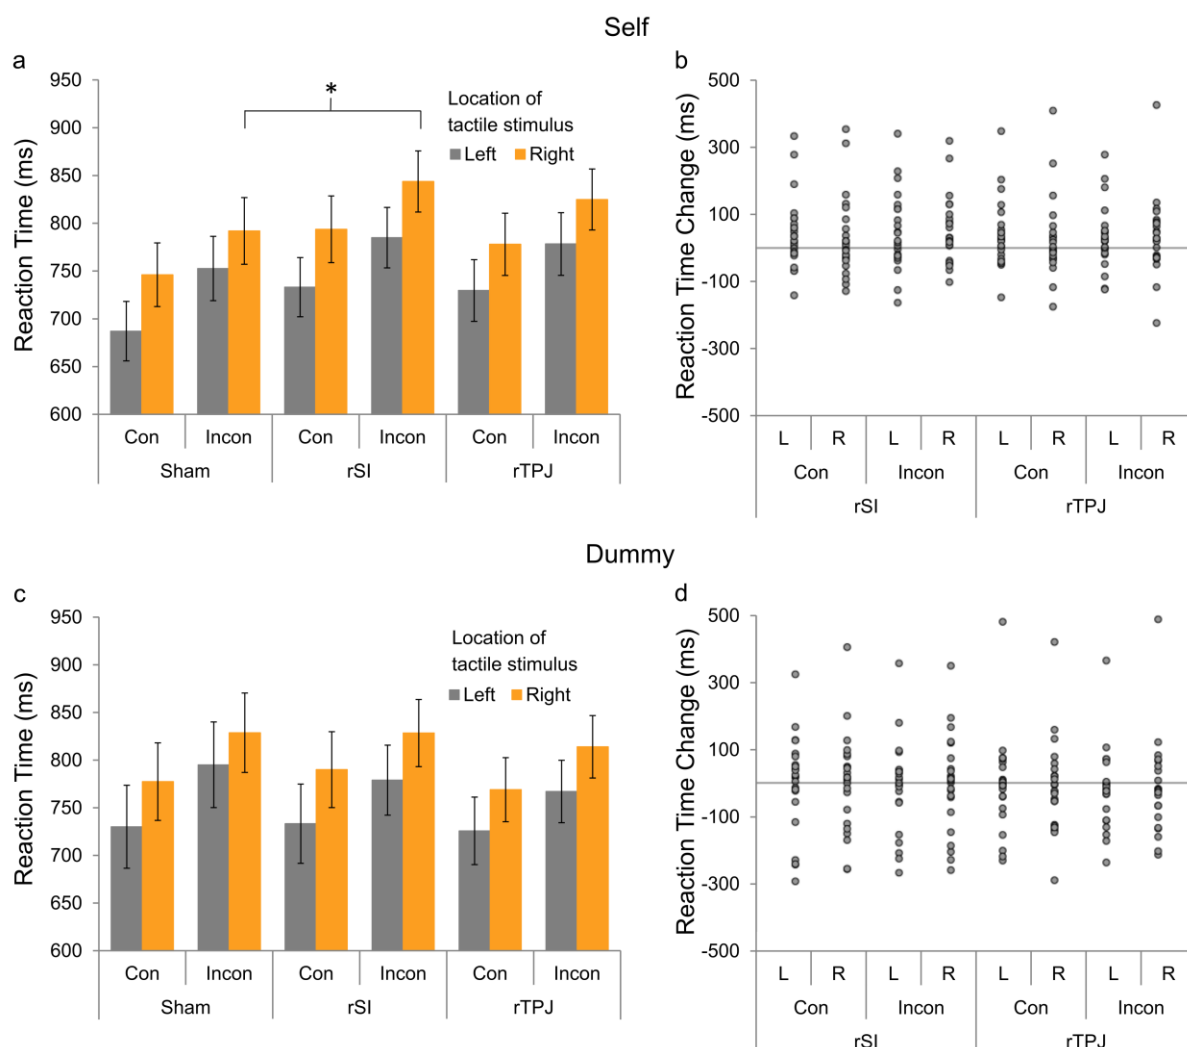 Self
a
950
900
850
800
750
700
650
600
Reaction Time (ms)
*
Location of
tactile stimulus
Left Right
Con Incon Con Incon Con Incon
Sham rSI rTPJ
b
500
300
100
-100
-300
-500
Reaction Time Change (ms)
L R L R L R L R
Con Incon Con Incon
rSI rTPJ
Dummy
c
950
900
850
800
750
700
650
600
Reaction Time (ms)
Location of
tactile stimulus
Left Right
Con Incon Con Incon Con Incon
Sham rSI rTPJ
d
500
300
100
-100
-300
-500
Reaction Time Change (ms)
L R L R L R L R
Con Incon Con Incon
rSI rTPJ